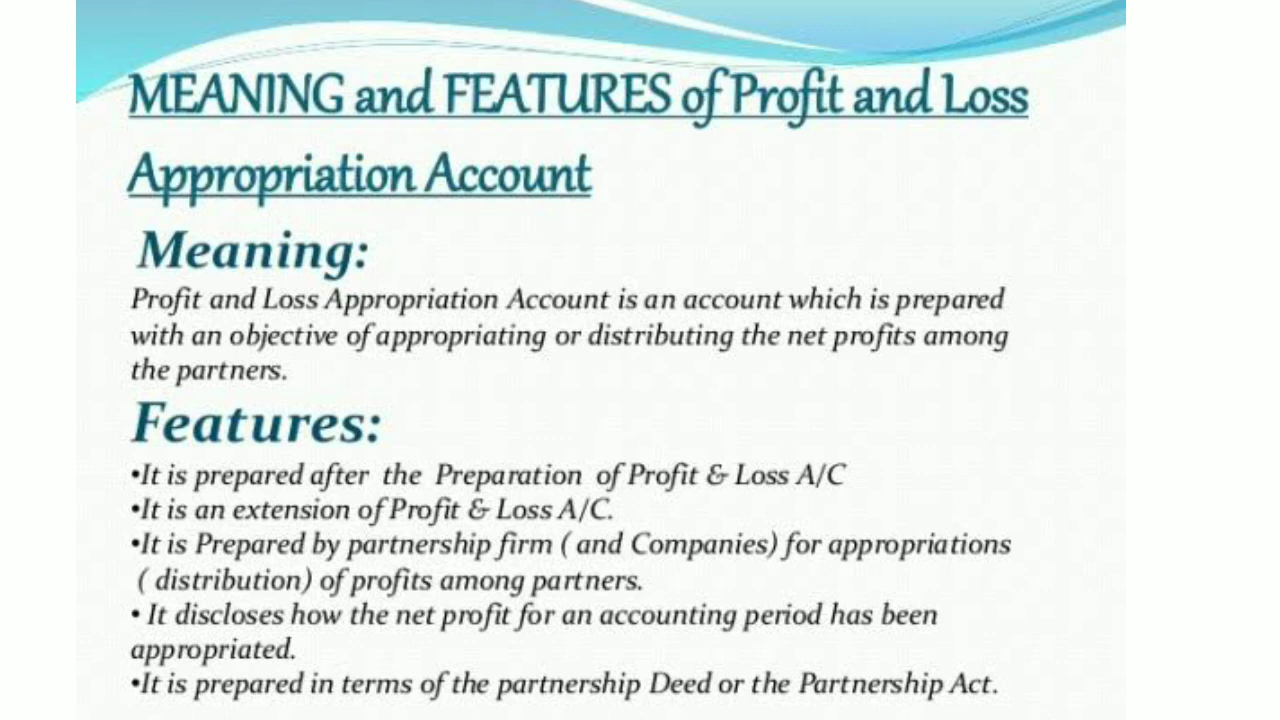 MEANING and FEATURES of Profit and Loss
Appropriation Account
Meaning:
Profit and Loss Appropriation Account is an account which is prepared
with an objective of appropriating or distributing the net profits among
the partners.
Features:
•It is prepared after the Preparation of Profit & Loss A/C
•It is an extension of Profit & Loss A/C.
•It is Prepared by partnership firm ( and Companies) for appropriations
( distribution) of profits among partners.
• It discloses how the net profit for an accounting period has been
appropriated.
•It is prepared in terms of the partnership Deed or the Partnership Act.